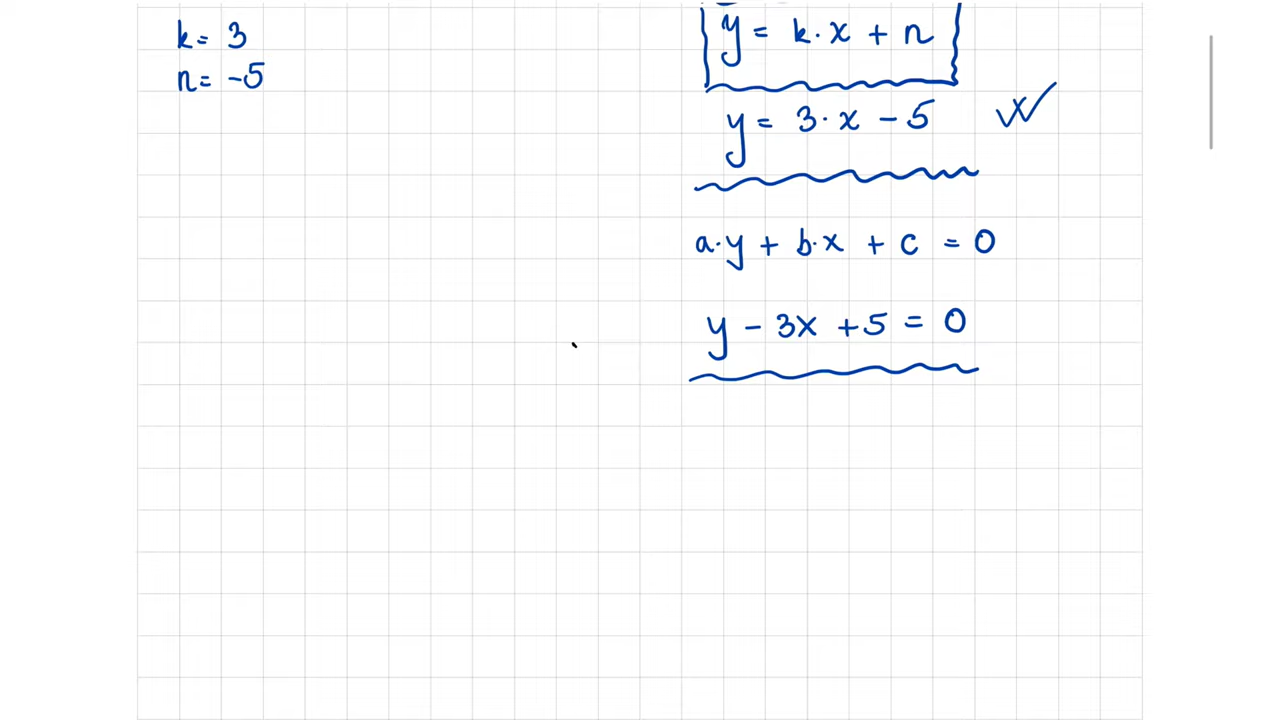 k = 3
n = -5
y = k · x + n
y = 3 · x - 5
a · y + b · x + c = 0
y - 3x + 5 = 0